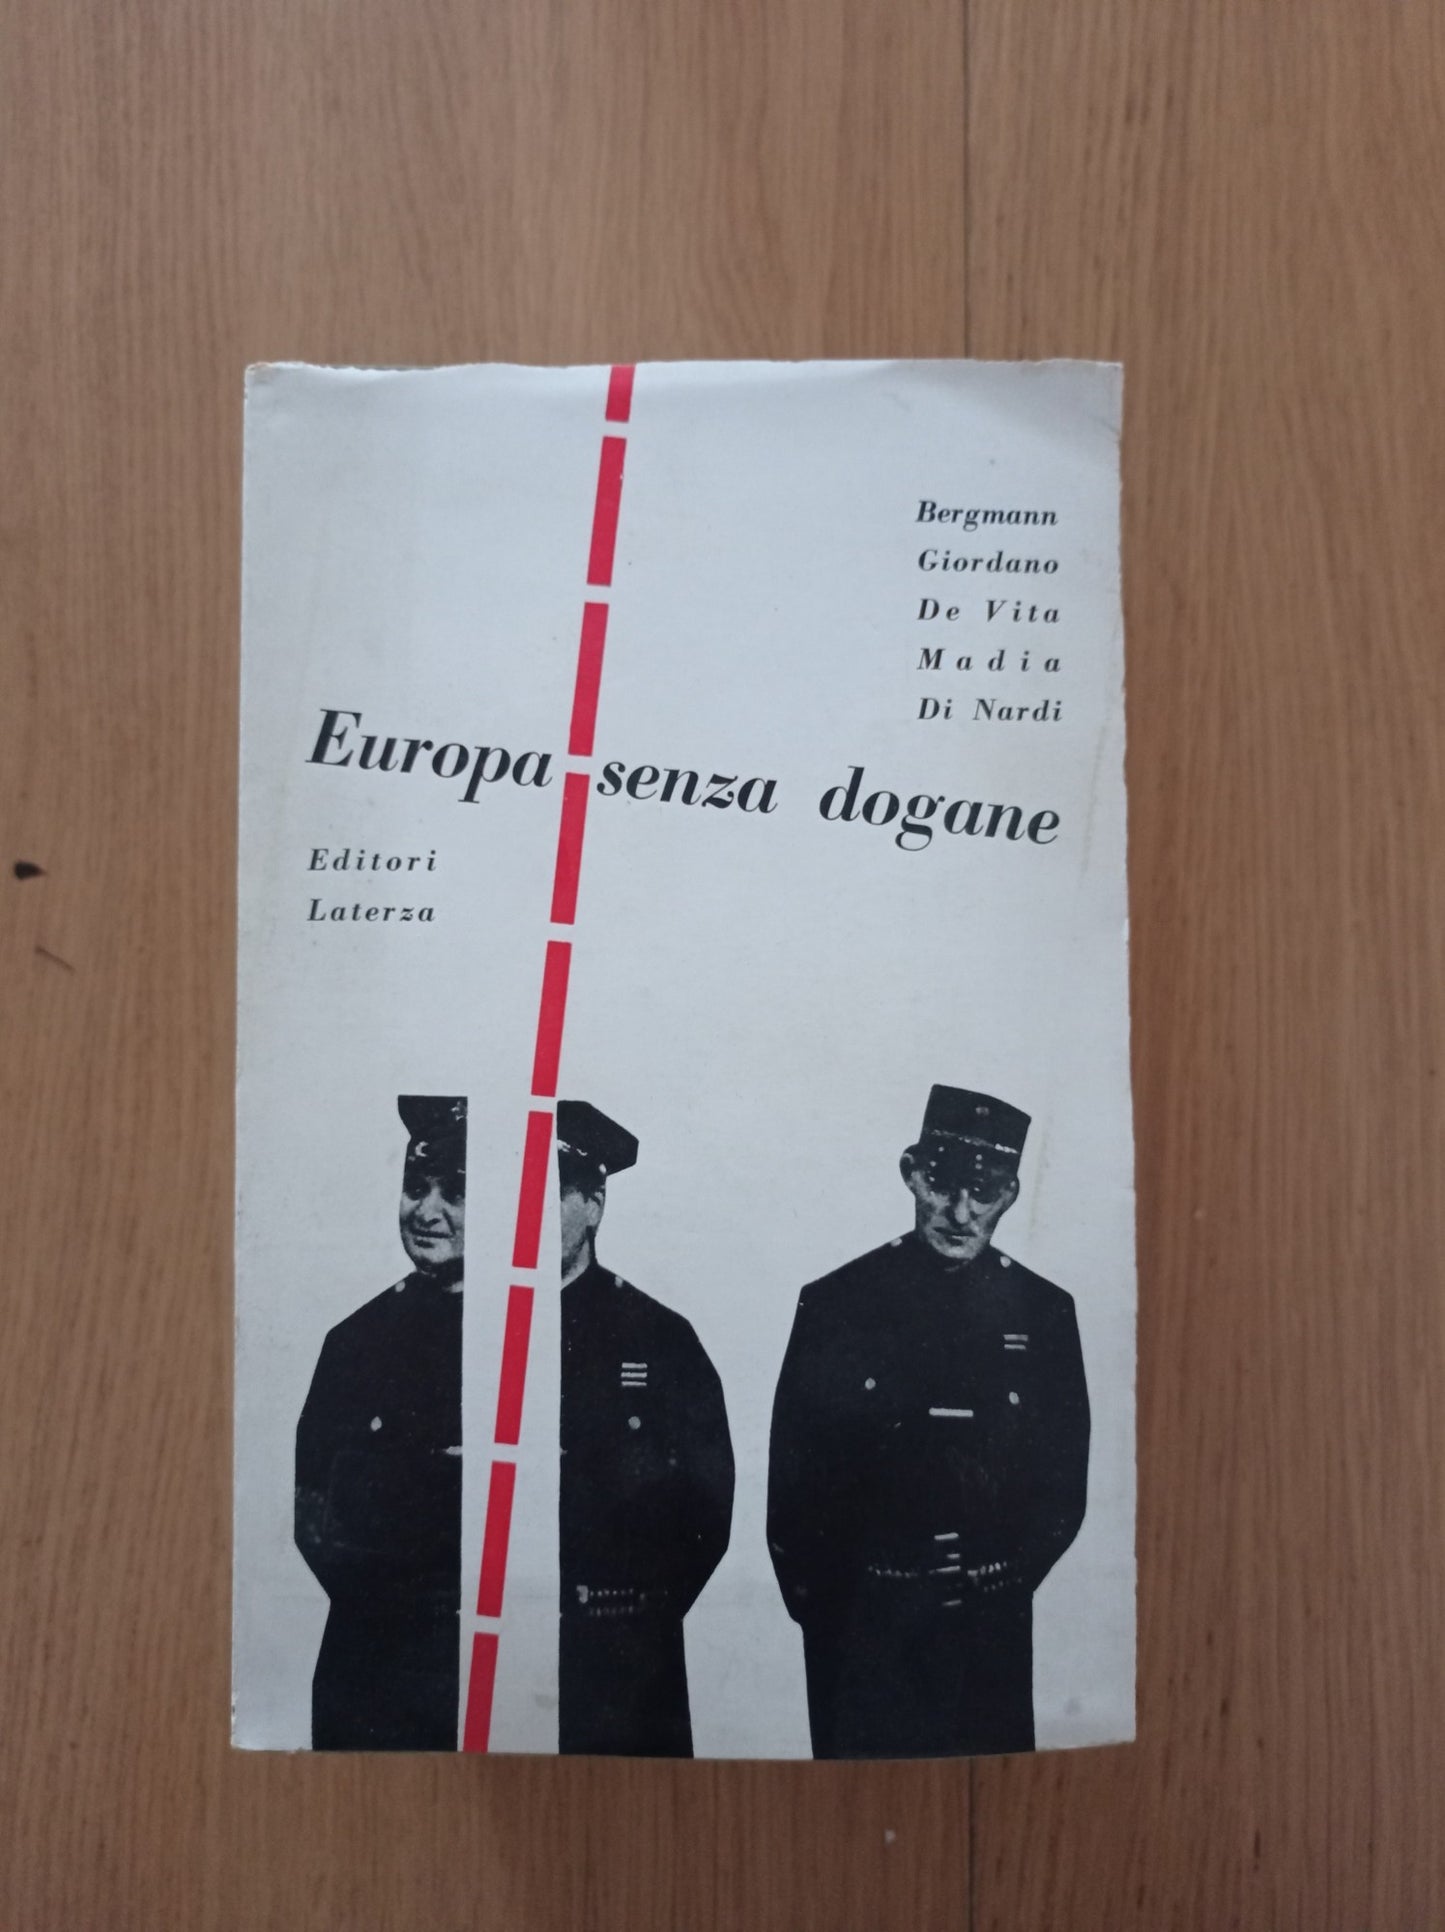 Bergmann
Giordano
De Vita
Madia
Di Nardi
Europa senza dogane
Editori
Laterza